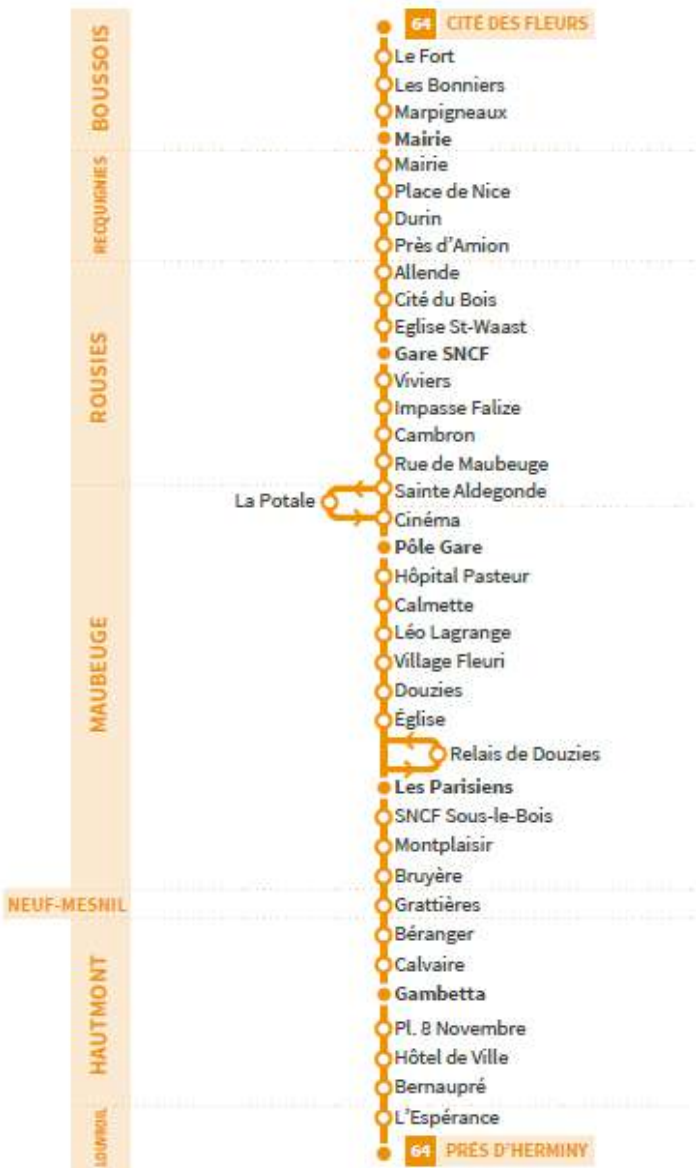 64 CITÉ DES FLEURS
BOUSSOIS
Le Fort
Les Bonniers
Marpigneaux
Mairie
RECQUIGNIES
Mairie
Place de Nice
Durin
Près d'Amion
ROUSIES
Allende
Cité du Bois
Eglise St-Waast
Gare SNCF
Viviers
Impasse Falize
Cambron
Rue de Maubeuge
MAUBEUGE
Sainte Aldegonde
La Potale
Cinéma
Pôle Gare
Hôpital Pasteur
Calmette
Léo Lagrange
Village Fleuri
Douzies
Église
Relais de Douzies
Les Parisiens
SNCF Sous-le-Bois
Montplaisir
Bruyère
NEUF-MESNIL
Grattières
HAUTMONT
Béranger
Calvaire
Gambetta
Pl. 8 Novembre
Hôtel de Ville
Bernaupré
LOUVROIL
L'Espérance
64 PRÉS D'HERMINY